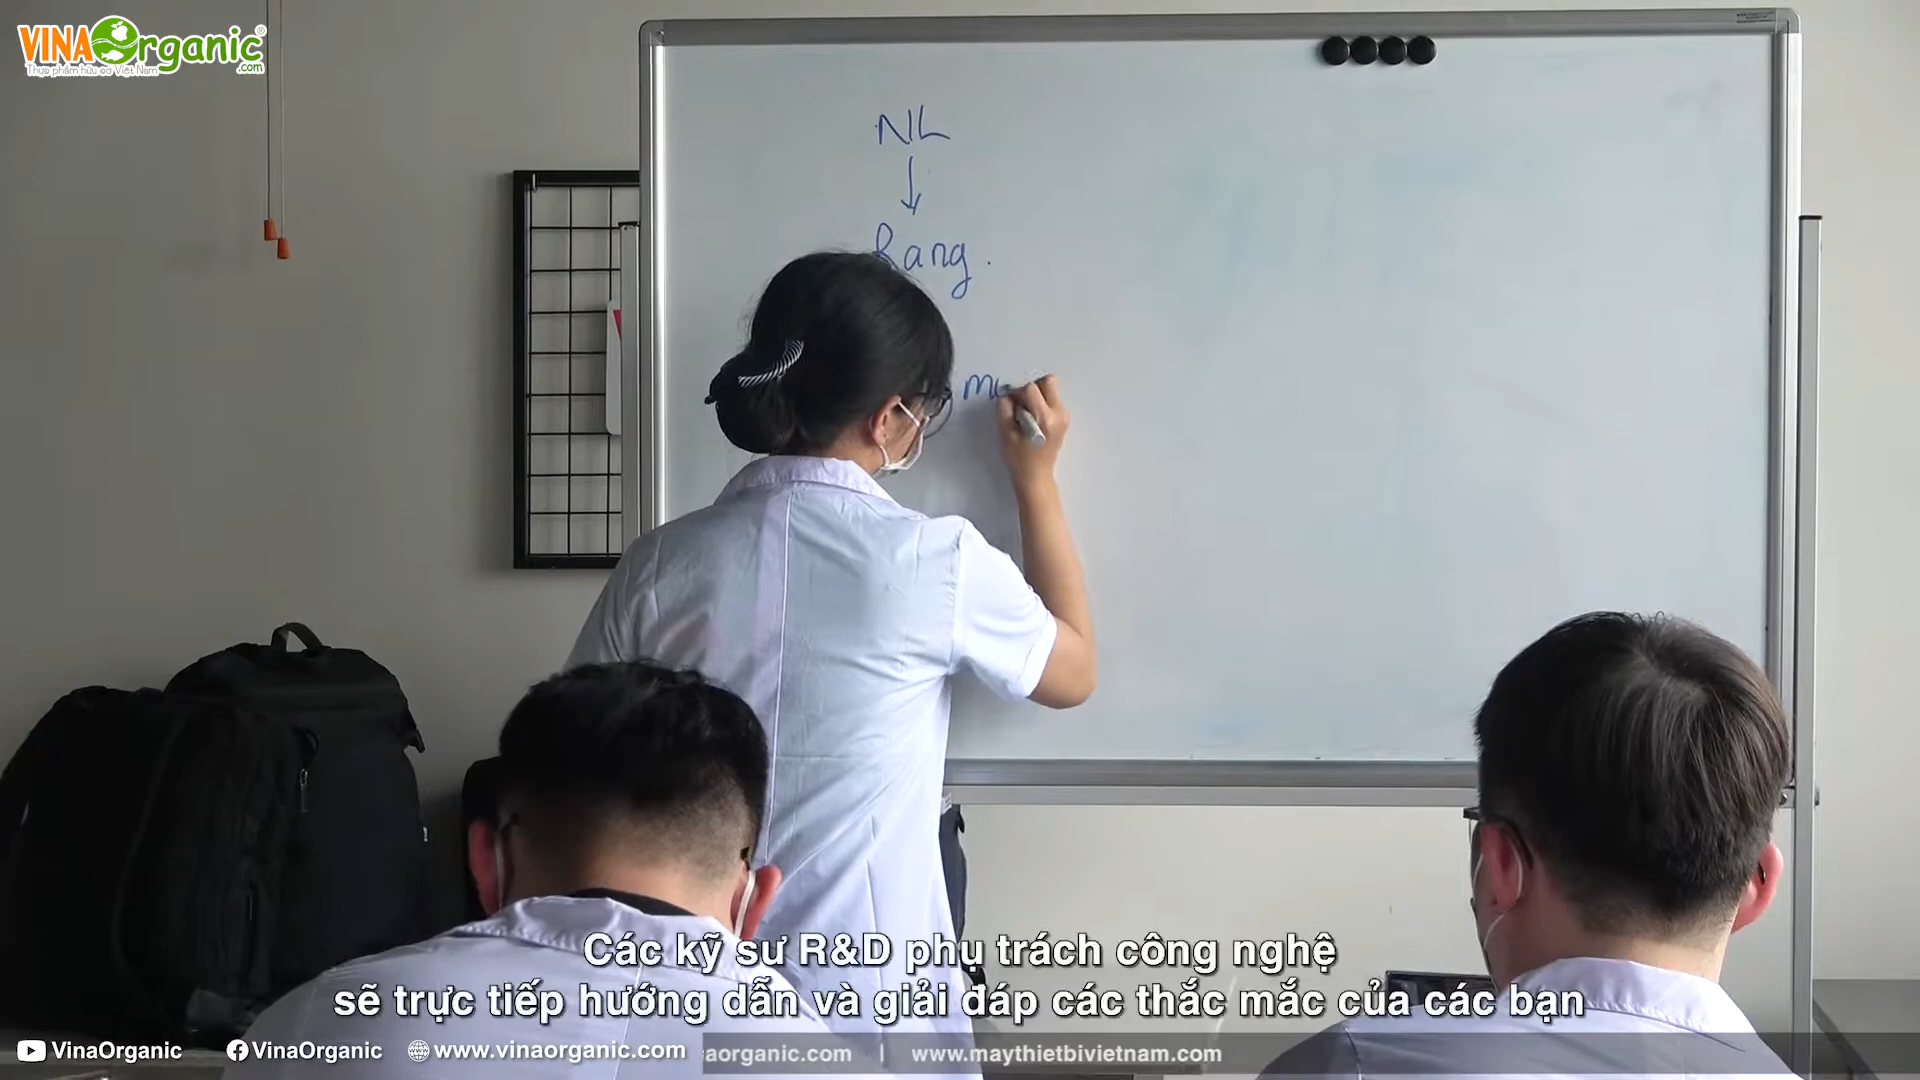 VINAOrganic®
.com
Thực phẩm hữu cơ Việt Nam
NL
Rang.
Các kỹ sư R&D phụ trách công nghệ
sẽ trực tiếp hướng dẫn và giải đáp các thắc mắc của các bạn
VinaOrganic VinaOrganic www.vinaorganic.com aorganic.com | www.maythietbivietnam.com